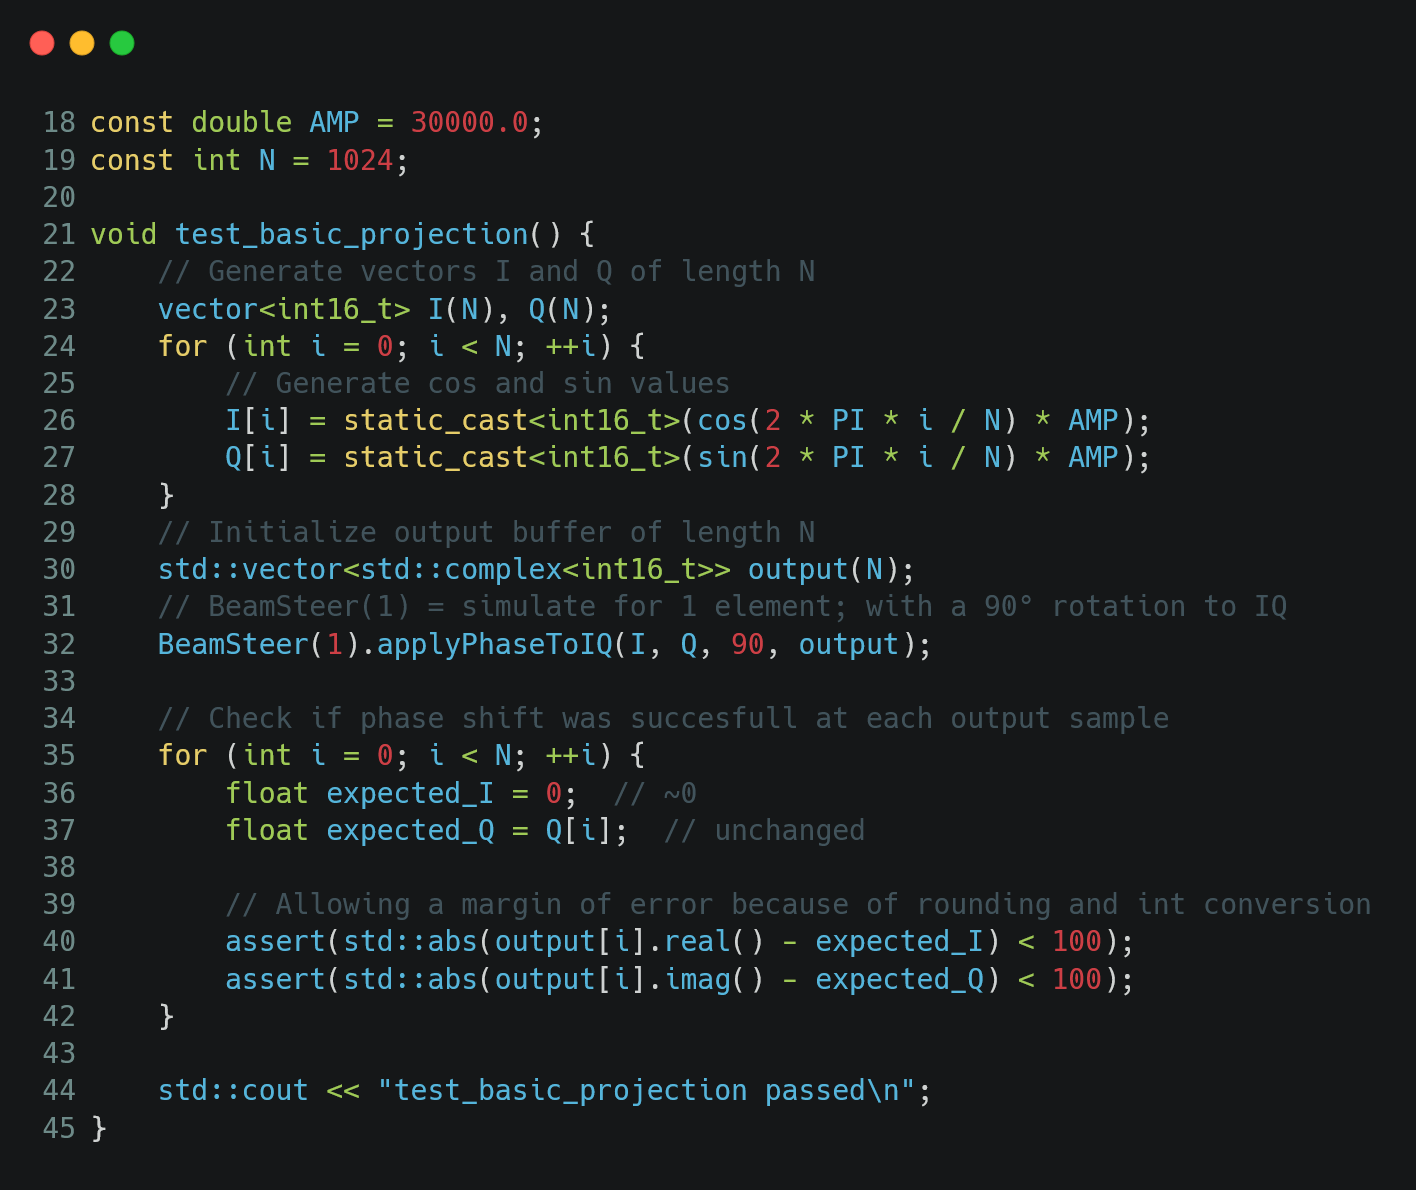 18 const double AMP = 30000.0;
19 const int N = 1024;
20
21 void test_basic_projection() {
22     // Generate vectors I and Q of length N
23     vector<int16_t> I(N), Q(N);
24     for (int i = 0; i < N; ++i) {
25         // Generate cos and sin values
26         I[i] = static_cast<int16_t>(cos(2 * PI * i / N) * AMP);
27         Q[i] = static_cast<int16_t>(sin(2 * PI * i / N) * AMP);
28     }
29     // Initialize output buffer of length N
30     std::vector<std::complex<int16_t>> output(N);
31     // BeamSteer(1) = simulate for 1 element; with a 90° rotation to IQ
32     BeamSteer(1).applyPhaseToIQ(I, Q, 90, output);
33
34     // Check if phase shift was succesfull at each output sample
35     for (int i = 0; i < N; ++i) {
36         float expected_I = 0;  // ~0
37         float expected_Q = Q[i];  // unchanged
38
39         // Allowing a margin of error because of rounding and int conversion
40         assert(std::abs(output[i].real() - expected_I) < 100);
41         assert(std::abs(output[i].imag() - expected_Q) < 100);
42     }
43
44     std::cout << "test_basic_projection passed\n";
45 }